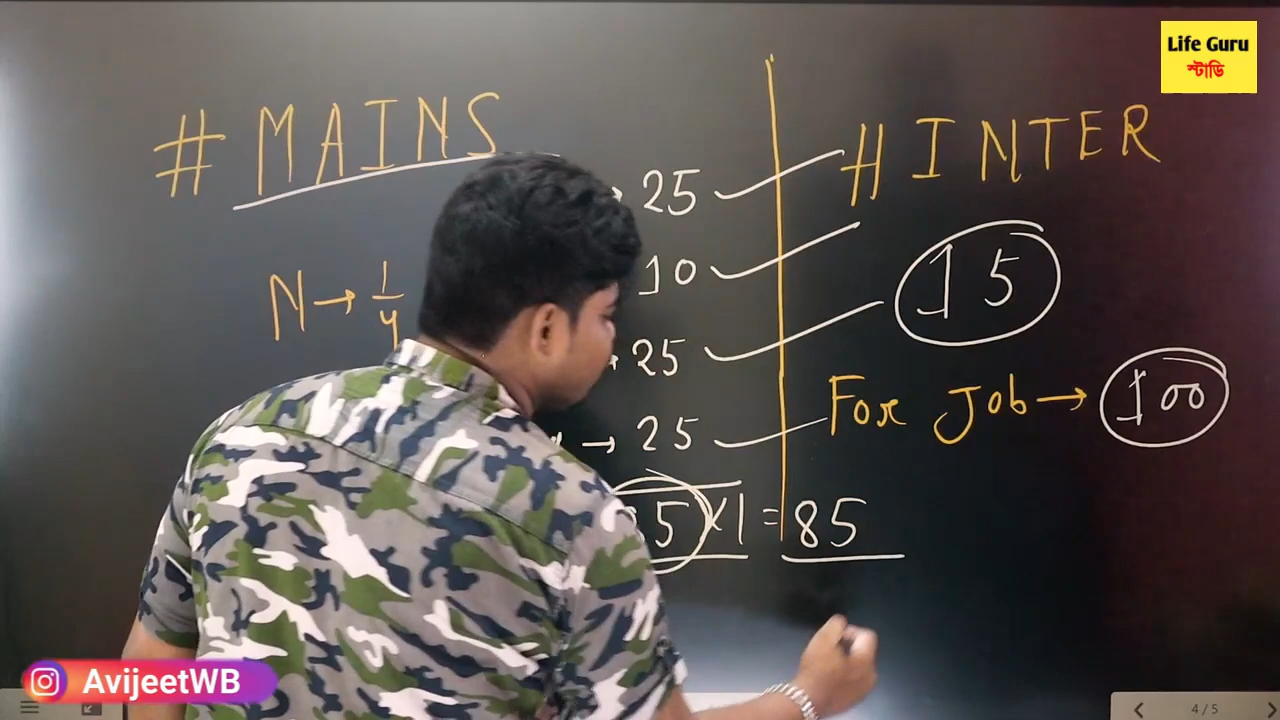 Life Guru
স্টাডি
# MAINS
→ 25
10
N → 1/4
→ 25
→ 25
5) × 1 = 85
# INTER
15
For Job → 100
AvijeetWB
4 / 5